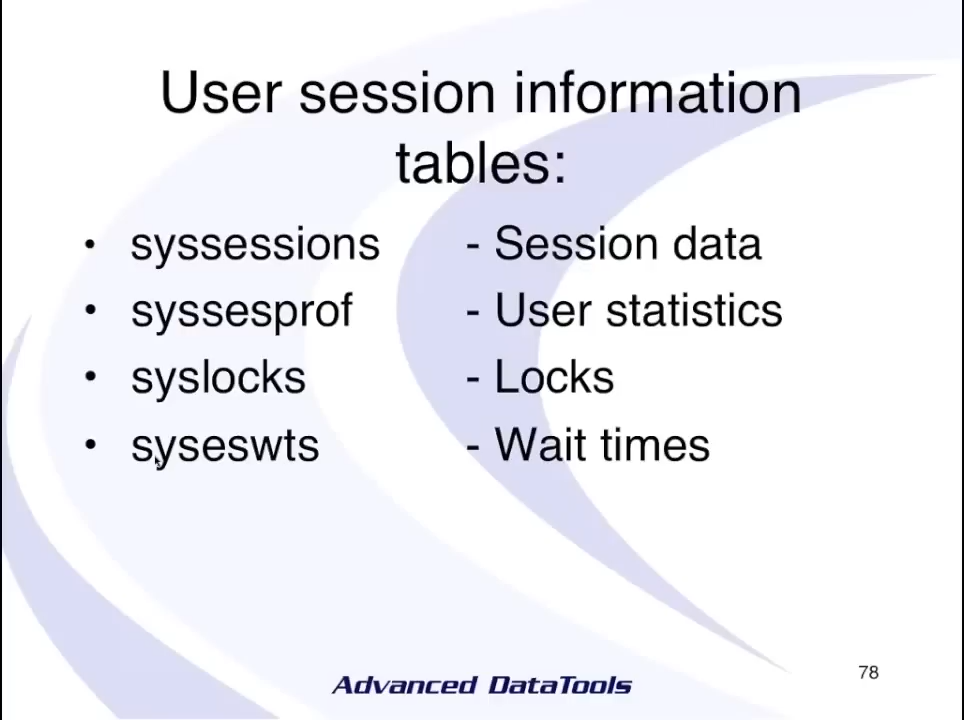 User session information
tables:
• syssessions - Session data
• syssesprof - User statistics
• syslocks - Locks
• syseswts - Wait times
Advanced DataTools
78